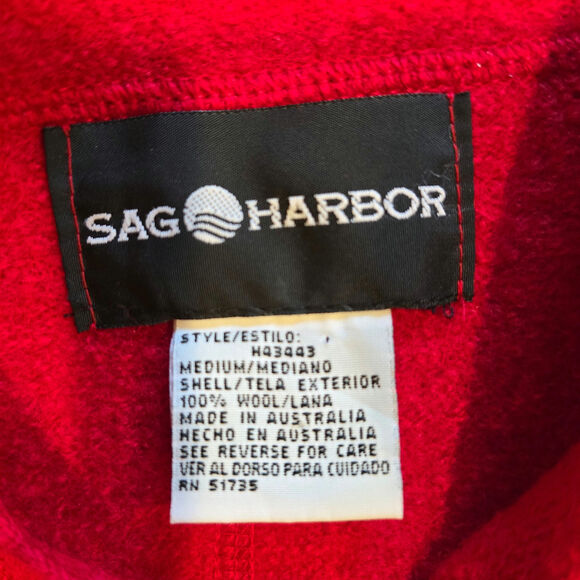 SAG HARBOR
STYLE/ESTILO: ,
H43443
MEDIUM/MEDIANO
SHELL/TELA EXTERIOR
100% WOOL/LANA
MADE IN AUSTRALIA
HECHO EN AUSTRALIA
SEE REVERSE FOR CARE
VER AL DORSO PARA CUIDADO
RN 51735